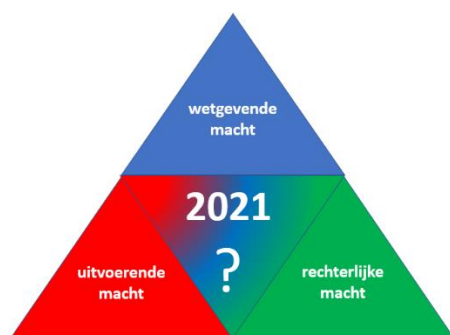 wetgevende
macht
2021
?
uitvoerende
macht
rechterlijke
macht